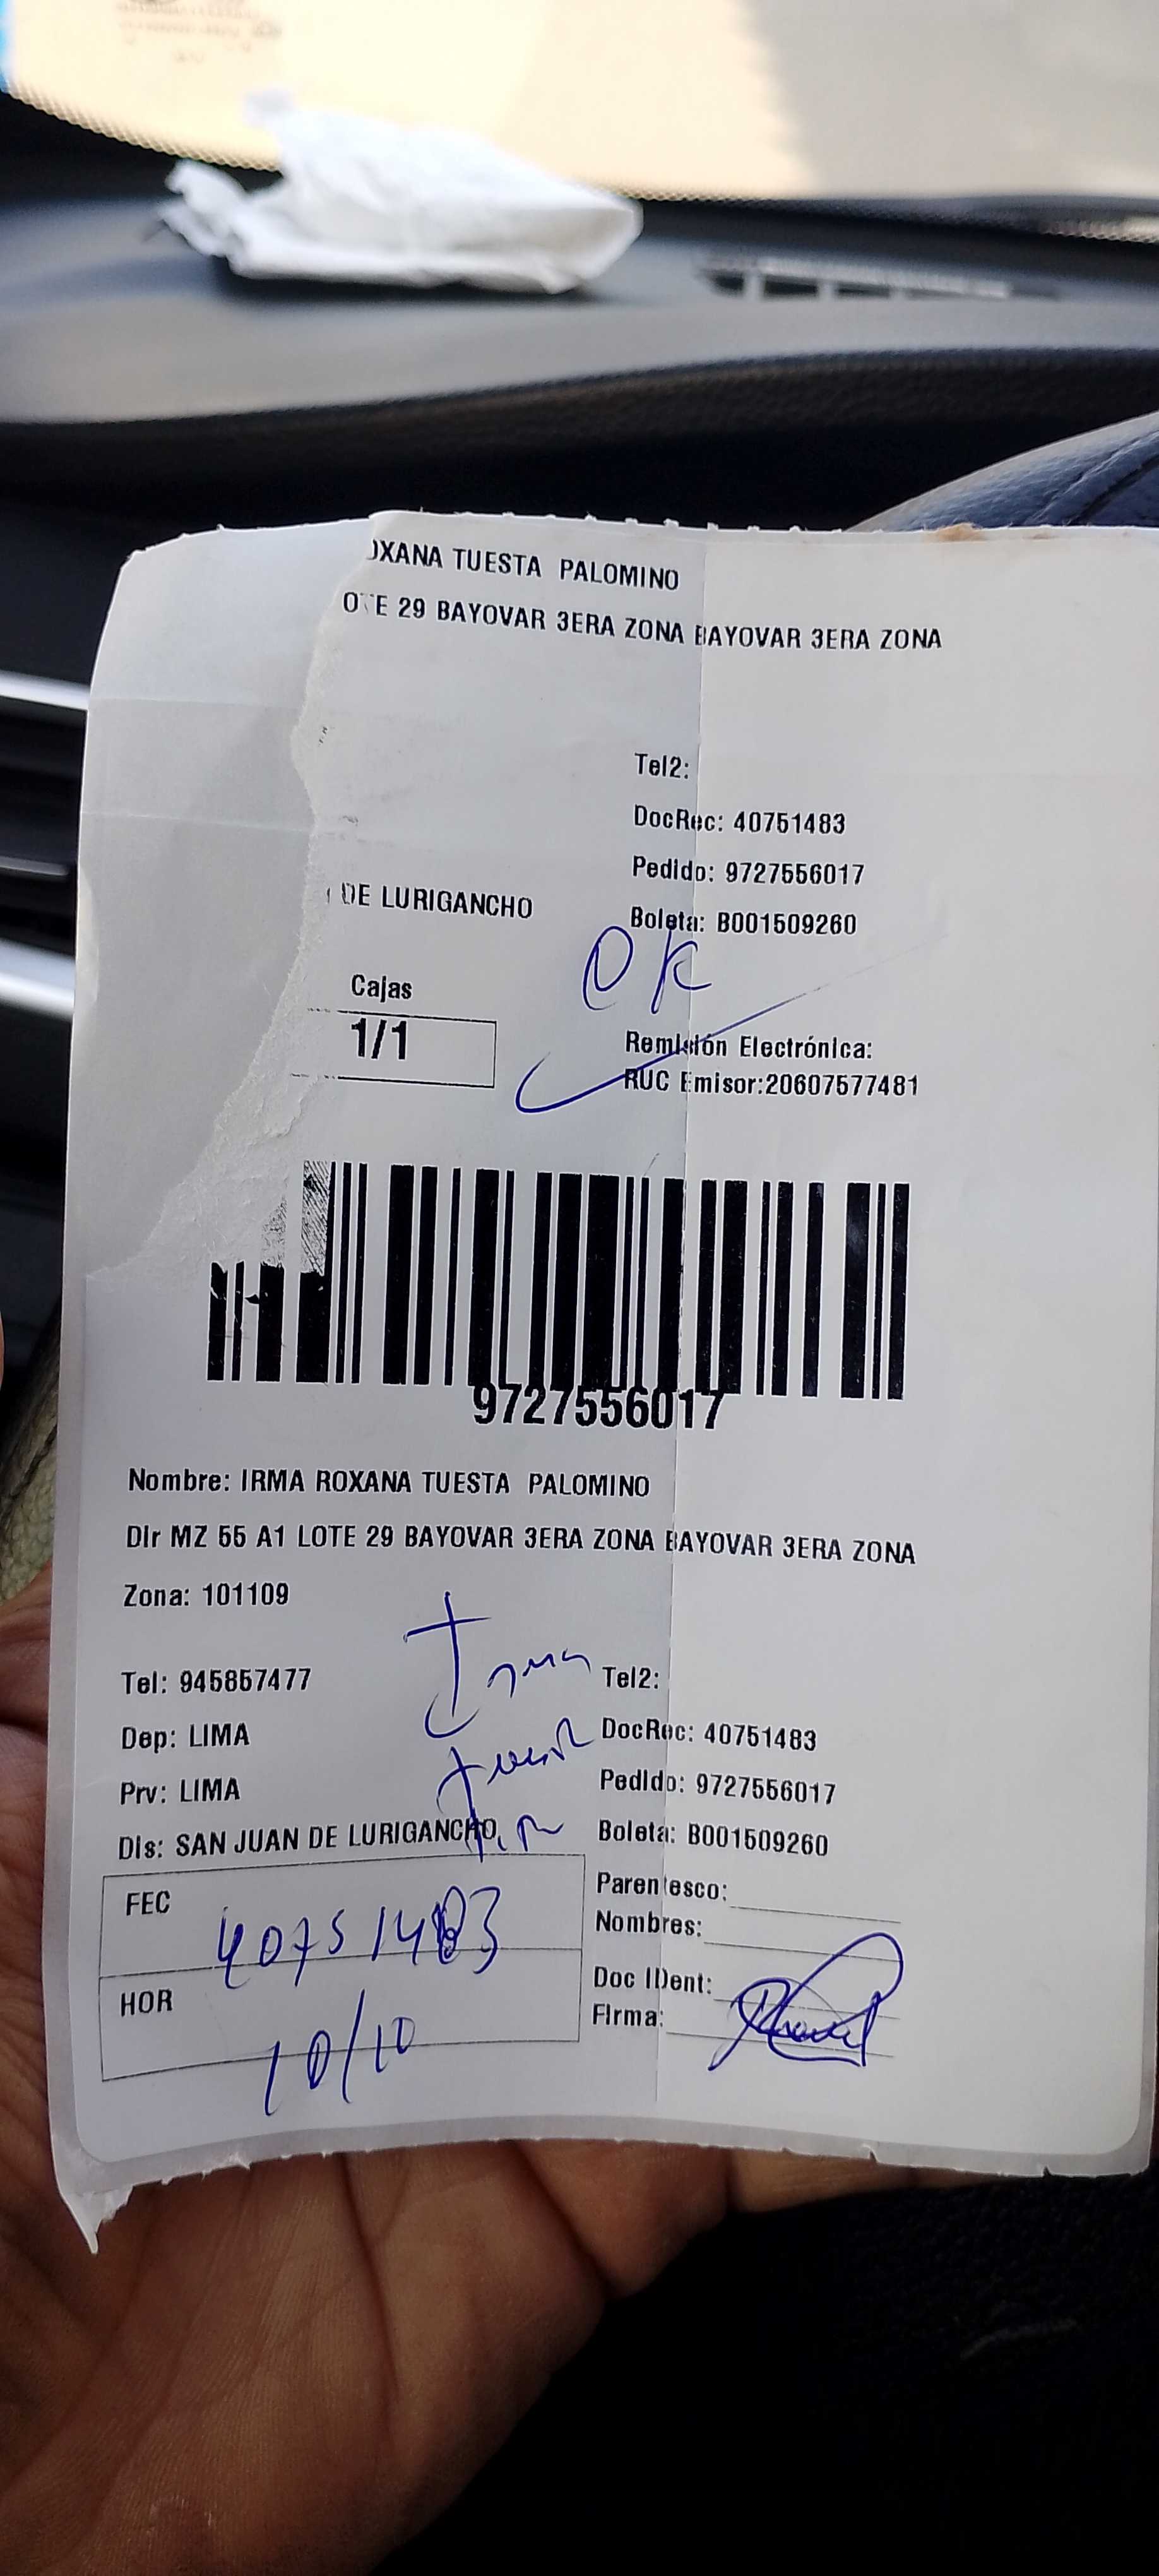 OXANA TUESTA PALOMINO
OTE 29 BAYOVAR 3ERA ZONA BAYOVAR 3ERA ZONA
Tel2:
DocRec: 40751483
Pedido: 9727556017
DE LURIGANCHO
Boleta: B001509260
OK
Cajas
1/1
Remisión Electrónica:
RUC Emisor:20607577481
9727556017
Nombre: IRMA ROXANA TUESTA PALOMINO
Dir MZ 55 A1 LOTE 29 BAYOVAR 3ERA ZONA BAYOVAR 3ERA ZONA
Zona: 101109
Irma
Tel: 945857477 Tel2:
Dep: LIMA DocRec: 40751483
Prv: LIMA Pedido: 9727556017
Dis: SAN JUAN DE LURIGANCHO Boleta: B001509260
FEC 40751483
HOR 10/10
Parentesco:
Nombres:
Doc IDent:
Firma: